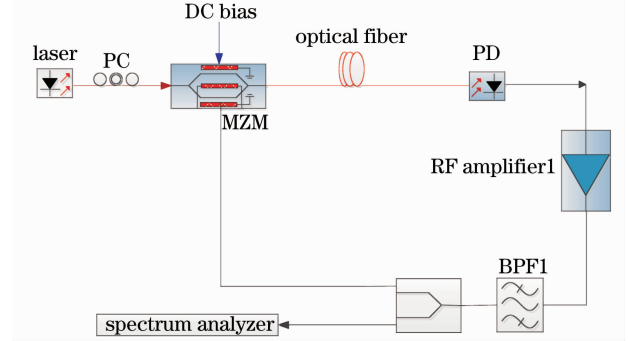 DC bias
laser
PC
optical fiber
PD
MZM
RF amplifier1
BPF1
spectrum analyzer